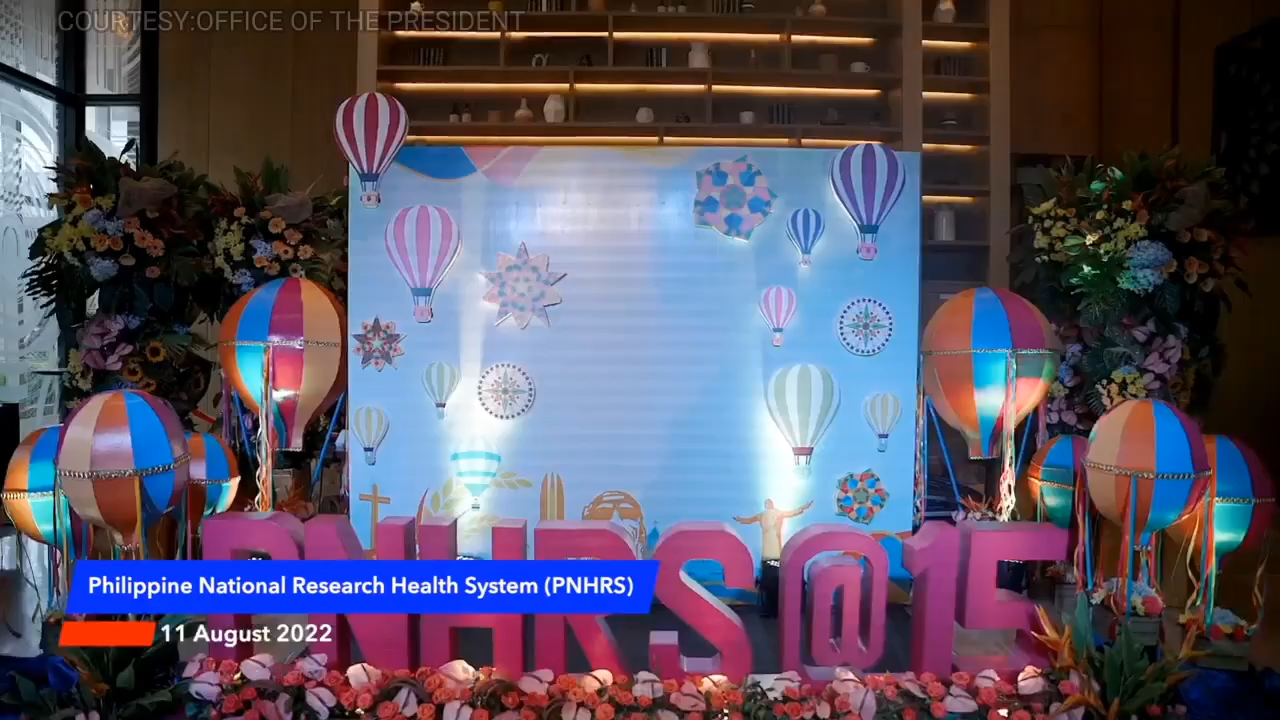 COURTESY:OFFICE OF THE PRESIDENT
PNHRS@15
Philippine National Research Health System (PNHRS)
11 August 2022